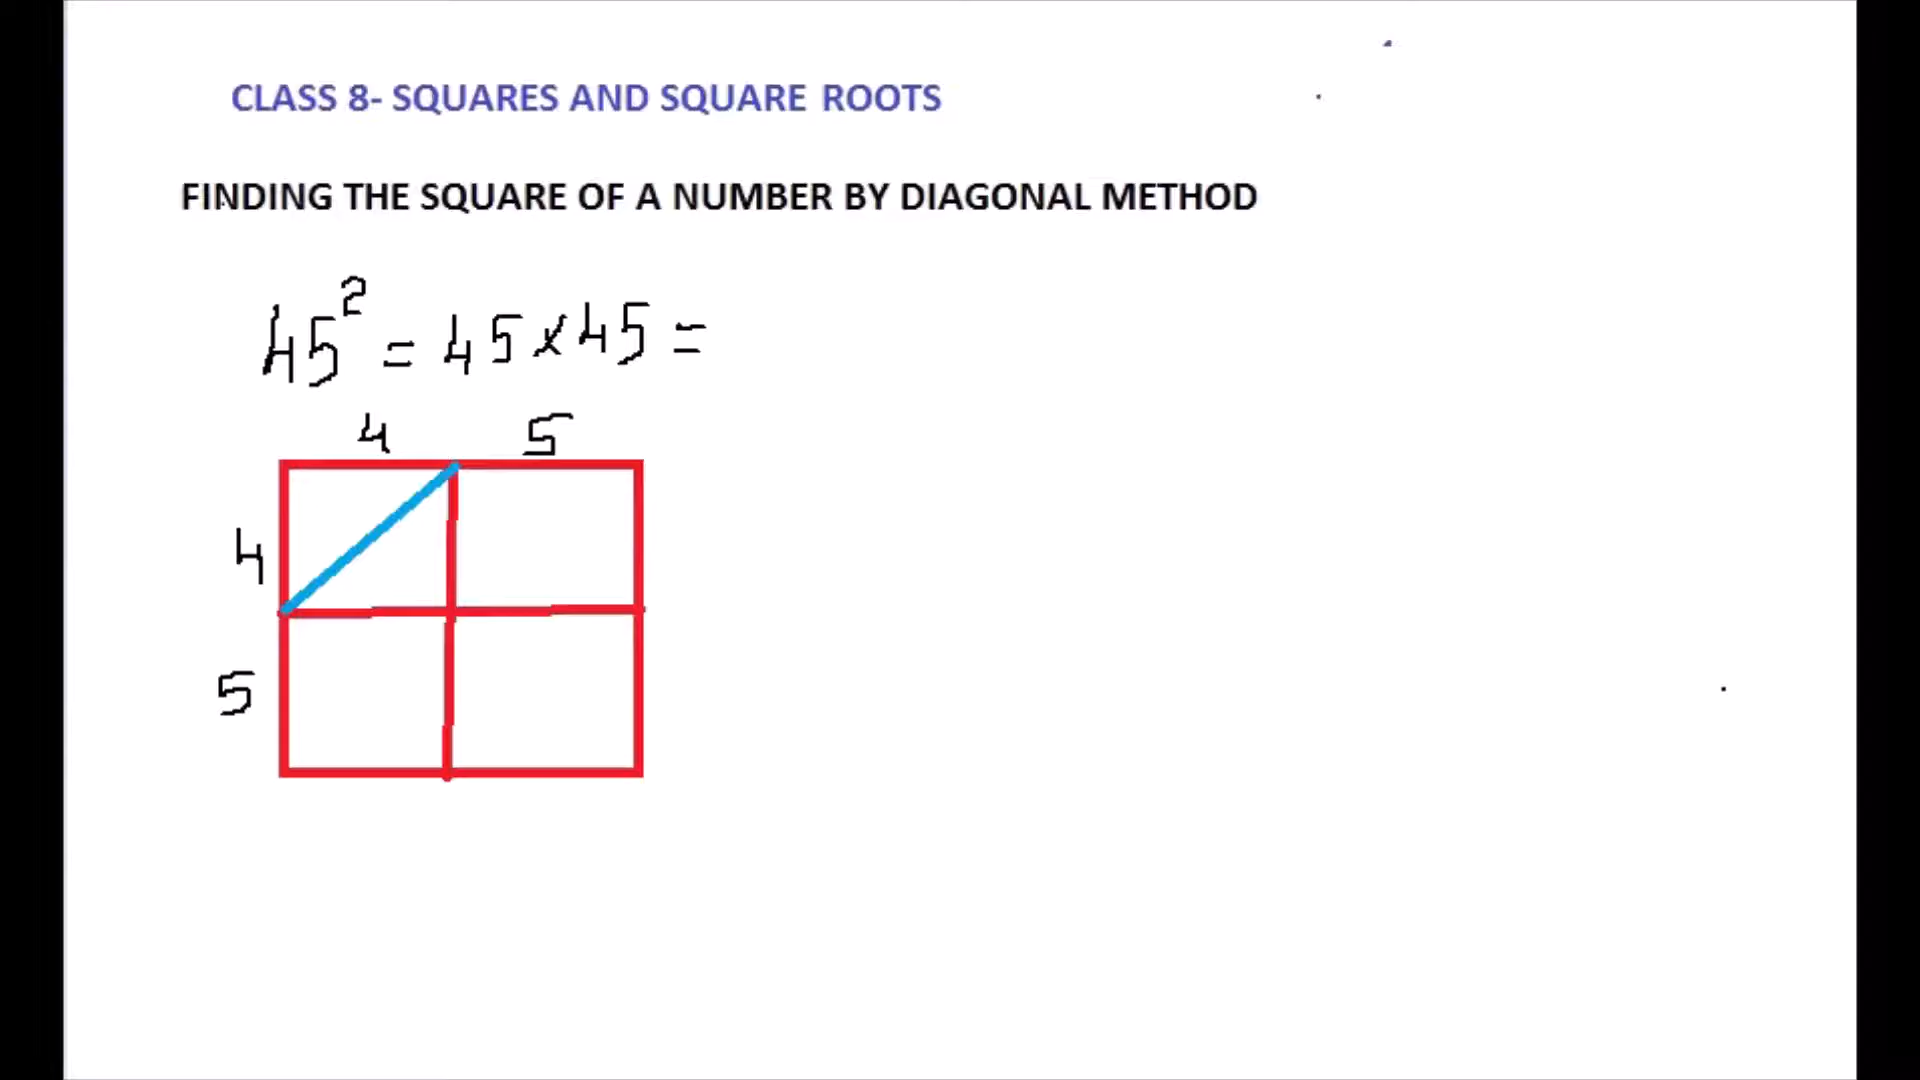 CLASS 8- SQUARES AND SQUARE ROOTS
FINDING THE SQUARE OF A NUMBER BY DIAGONAL METHOD
45² = 45 × 45 =
4 5
4
5